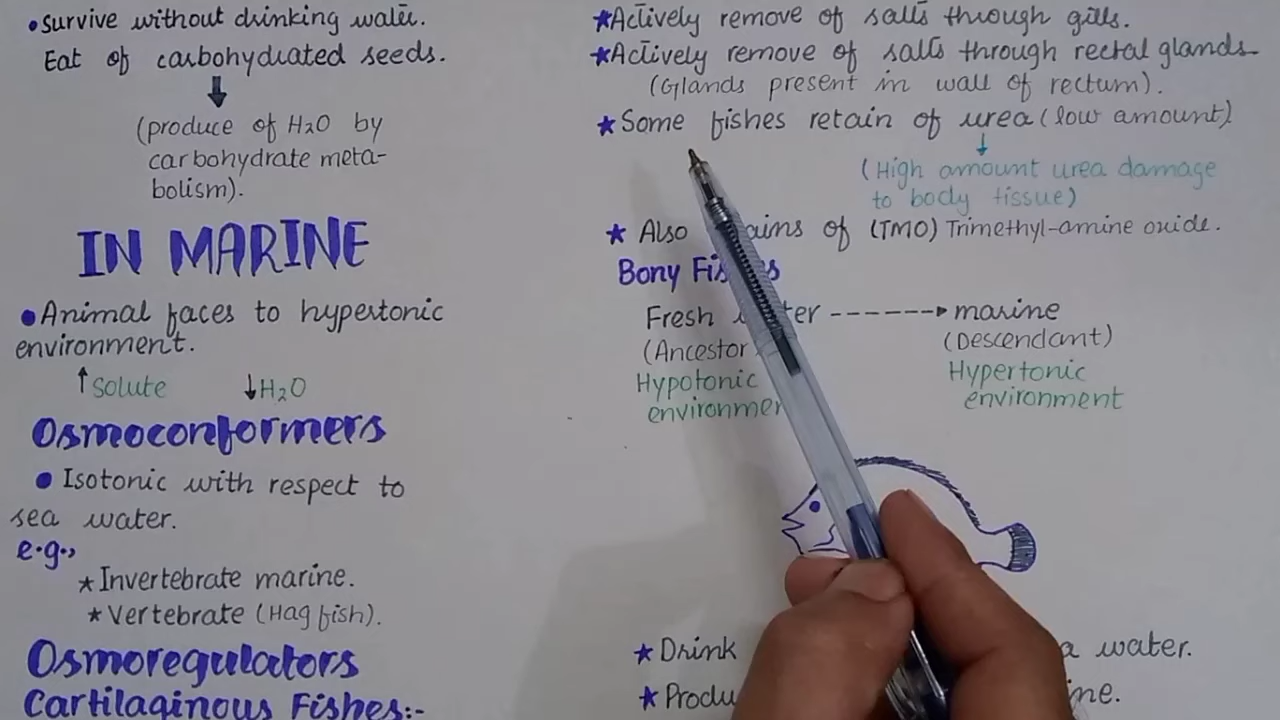 •survive without drinking water.
Eat of carbohydrated seeds.
(produce of H₂O by
carbohydrate meta-
bolism).
IN MARINE
•Animal faces to hypertonic
environment.
↑Solute ↓H₂O
Osmoconformers
• Isotonic with respect to
sea water.
e.g.,
★Invertebrate marine.
★Vertebrate (Hag fish).
Osmoregulators
Cartilaginous Fishes:-
★Actively remove of salts through gills.
★Actively remove of salts through rectal glands.
(Glands present in wall of rectum).
★Some fishes retain of urea (low amount)
(High amount urea damage
to body tissue)
★ Also of (TMO) Trimethyl-amine oxide.
Bony
Fresh ------▶ marine
(Ancestor (Descendant)
Hypotonic Hypertonic
environment
★Drink water.
★